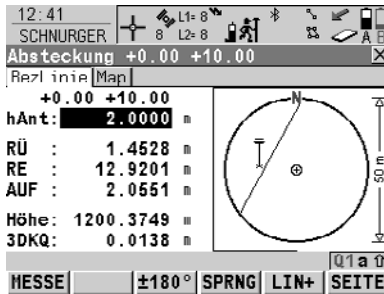 12:41
L1= 8
SCHNURGER
8 L2= 8
A B
Absteckung +0.00 +10.00
BezLinie Map
+0.00 +10.00
hAnt: 2.0000 m
RÜ : 1.4528 m
RE : 12.9201 m
AUF : 2.0551 m
Höhe: 1200.3749 m
3DKQ: 0.0138 m
N
50 m
Q1 a
MESSE ±180° SPRNG LIN+ SEITE